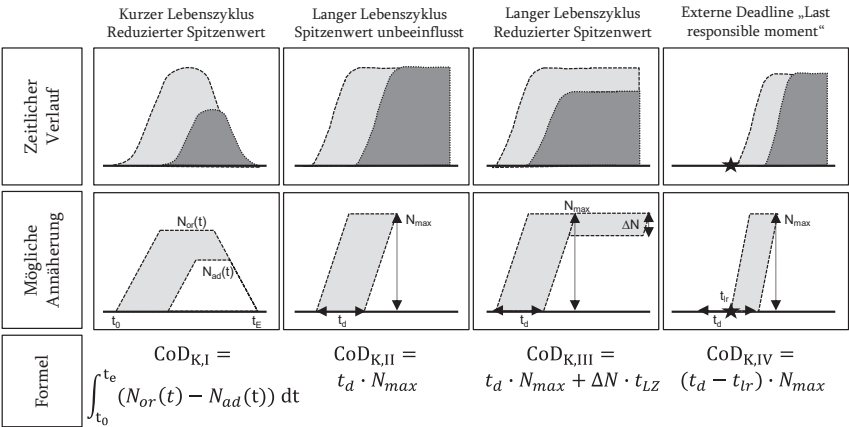 Kurzer Lebenszyklus
Reduzierter Spitzenwert
Langer Lebenszyklus
Spitzenwert unbeeinflusst
Langer Lebenszyklus
Reduzierter Spitzenwert
Externe Deadline „Last
responsible moment“
Zeitlicher
Verlauf
Mögliche
Annäherung
N_or(t)
N_ad(t)
t_0
t_E
N_max
t_d
N_max
ΔN
t_d
N_max
t_lr
t_d
Formel
CoD_K,I =
∫_t_0^t_e (N_or(t) − N_ad(t)) dt
CoD_K,II =
t_d · N_max
CoD_K,III =
t_d · N_max + ΔN · t_LZ
CoD_K,IV =
(t_d − t_lr) · N_max